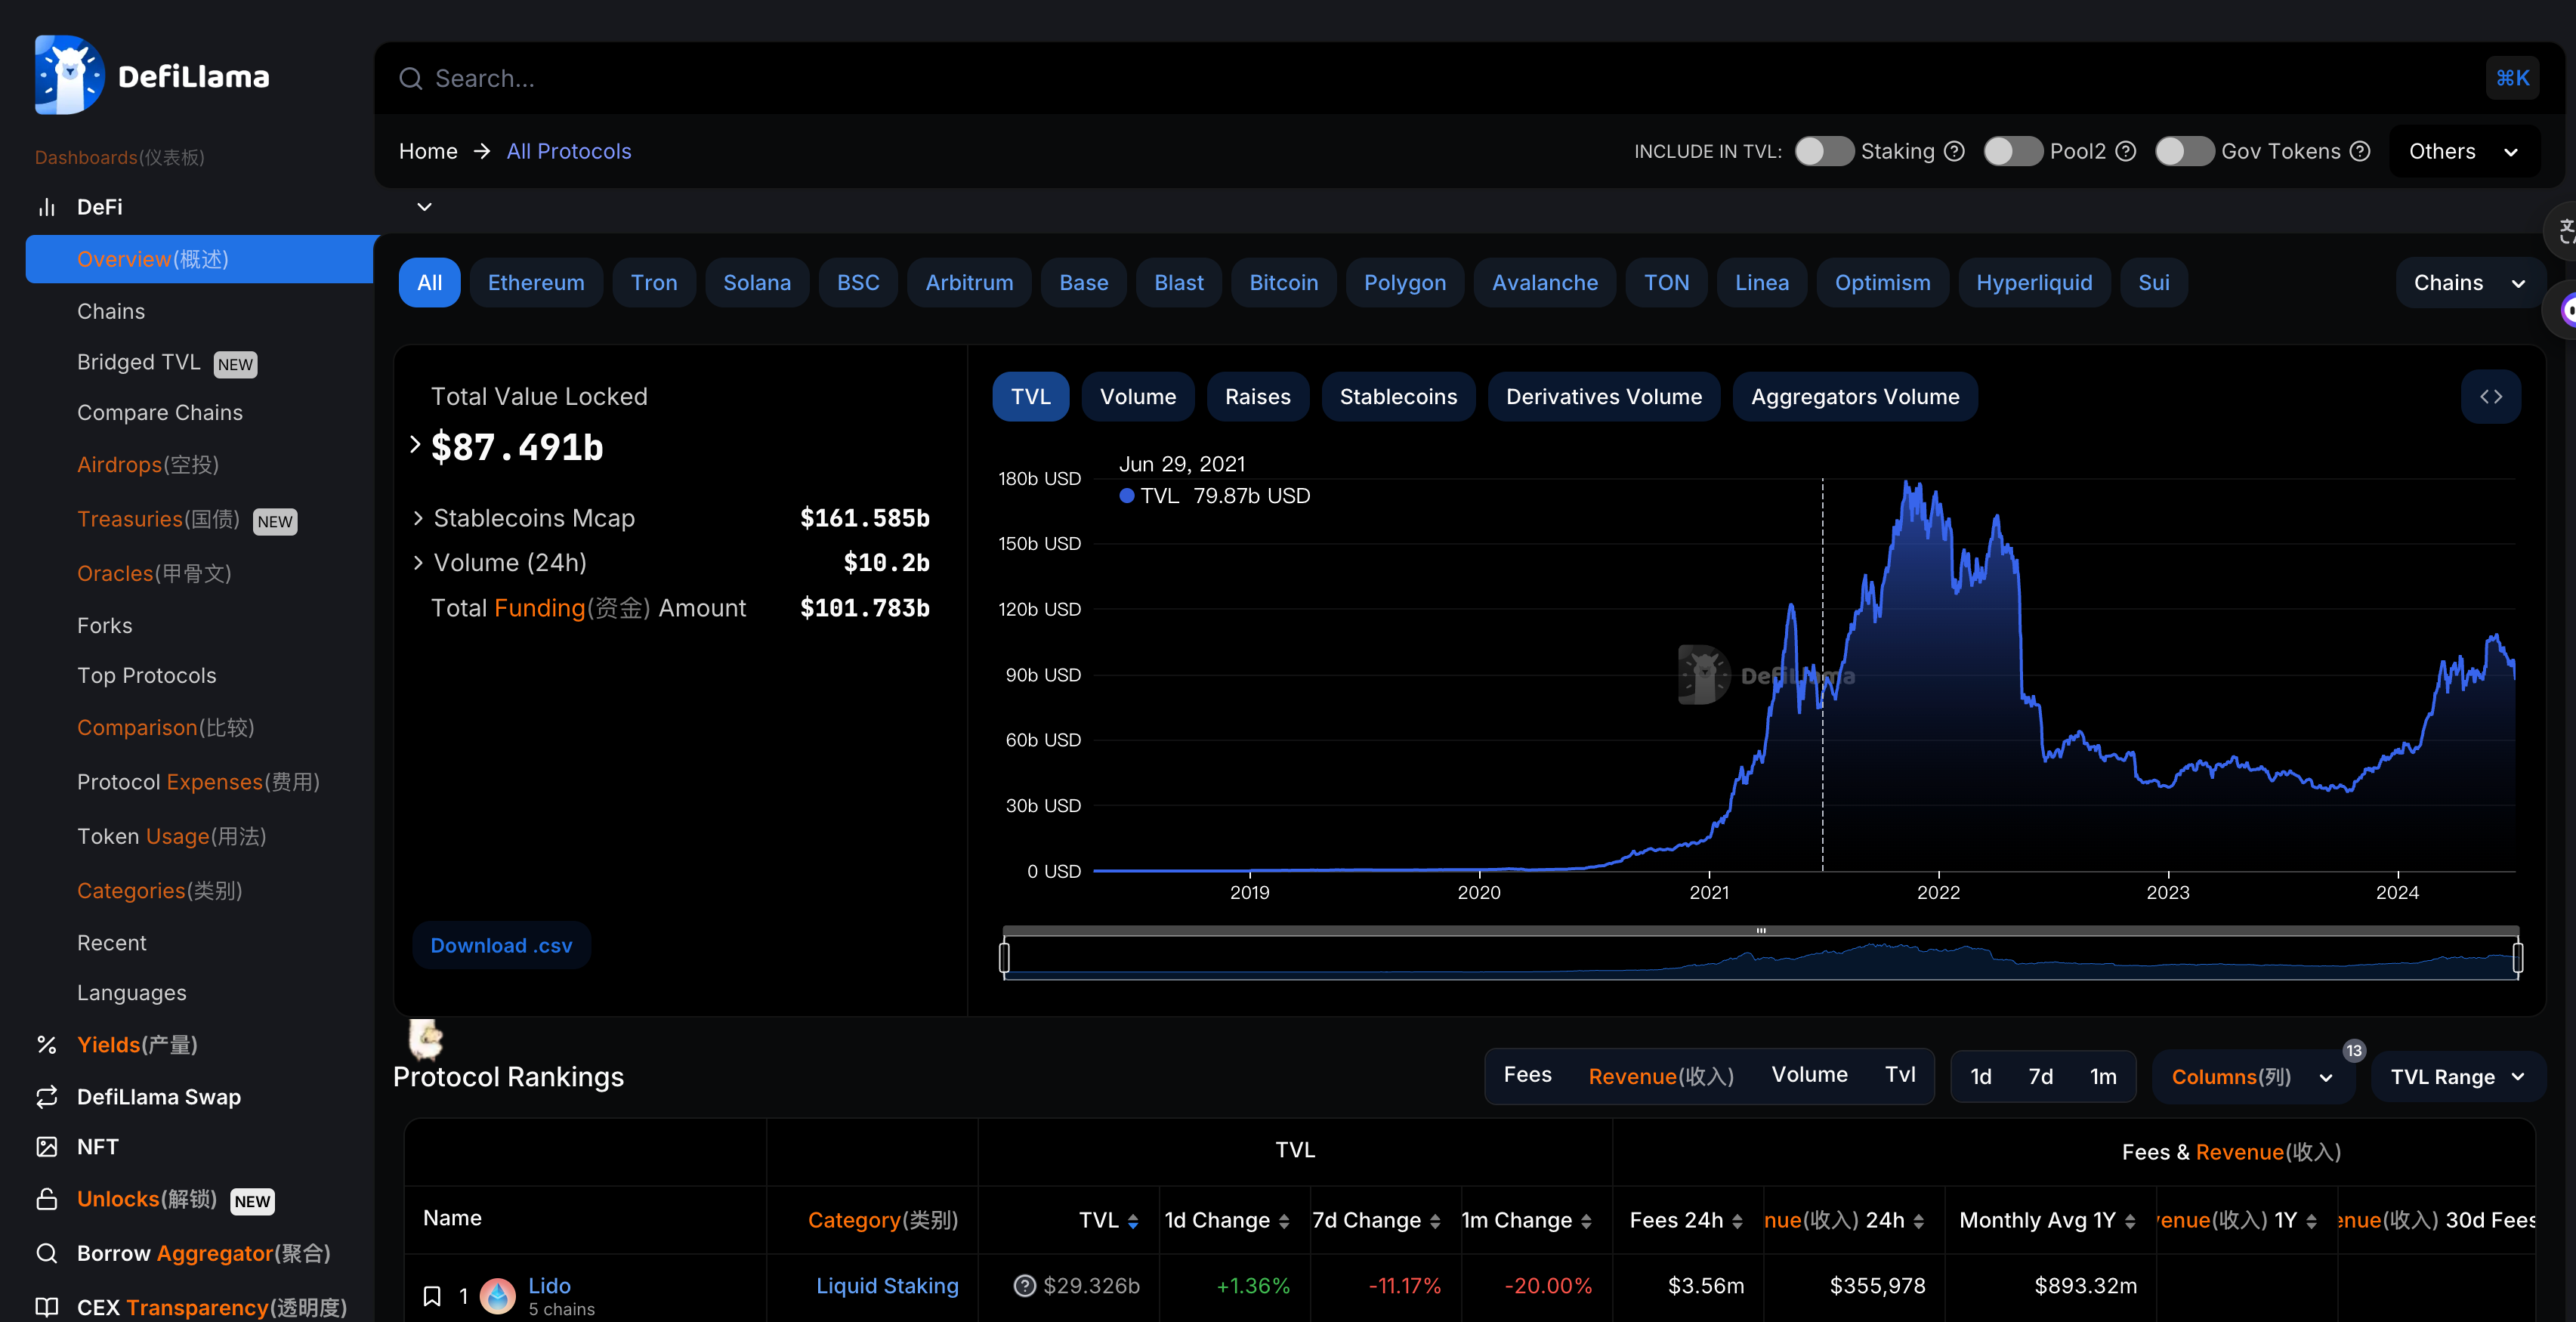 DefiLlama
Search...
⌘K
Dashboards(仪表板)
Home → All Protocols
INCLUDE IN TVL: Staking Pool2 Gov Tokens Others
DeFi
Overview(概述)
Chains
Bridged TVL NEW
Compare Chains
Airdrops(空投)
Treasuries(国债) NEW
Oracles(甲骨文)
Forks
Top Protocols
Comparison(比较)
Protocol Expenses(费用)
Token Usage(用法)
Categories(类别)
Recent
Languages
Yields(产量)
DefiLlama Swap
NFT
Unlocks(解锁) NEW
Borrow Aggregator(聚合)
CEX Transparency(透明度)
All Ethereum Tron Solana BSC Arbitrum Base Blast Bitcoin Polygon Avalanche TON Linea Optimism Hyperliquid Sui Chains
Total Value Locked
$87.491b
Stablecoins Mcap $161.585b
Volume (24h) $10.2b
Total Funding(资金) Amount $101.783b
Download .csv
TVL Volume Raises Stablecoins Derivatives Volume Aggregators Volume
Jun 29, 2021
TVL 79.87b USD
180b USD
150b USD
120b USD
90b USD
60b USD
30b USD
0 USD
DefiLlama
2019 2020 2021 2022 2023 2024
Protocol Rankings
Fees Revenue(收入) Volume Tvl
1d 7d 1m
Columns(列) 13
TVL Range
TVL Fees & Revenue(收入)
Name Category(类别) TVL 1d Change 7d Change 1m Change Fees 24h nue(收入) 24h Monthly Avg 1Y enue(收入) 1Y enue(收入) 30d Fees
1 Lido Liquid Staking $29.326b +1.36% -11.17% -20.00% $3.56m $355,978 $893.32m
5 chains